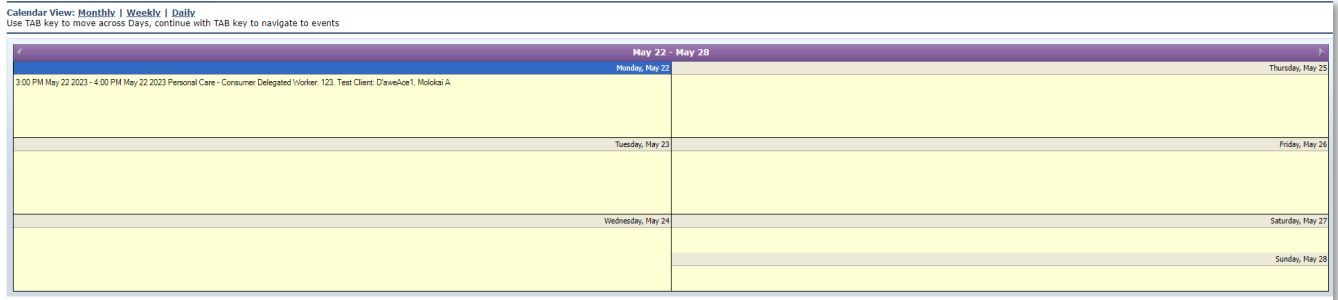 Calendar View: Monthly | Weekly | Daily
Use TAB key to move across Days, continue with TAB key to navigate to events
May 22 - May 28
Monday, May 22
3:00 PM May 22 2023 - 4:00 PM May 22 2023 Personal Care - Consumer Delegated Worker: 123, Test Client: D'aweAce1, Molokai A
Tuesday, May 23
Wednesday, May 24
Thursday, May 25
Friday, May 26
Saturday, May 27
Sunday, May 28